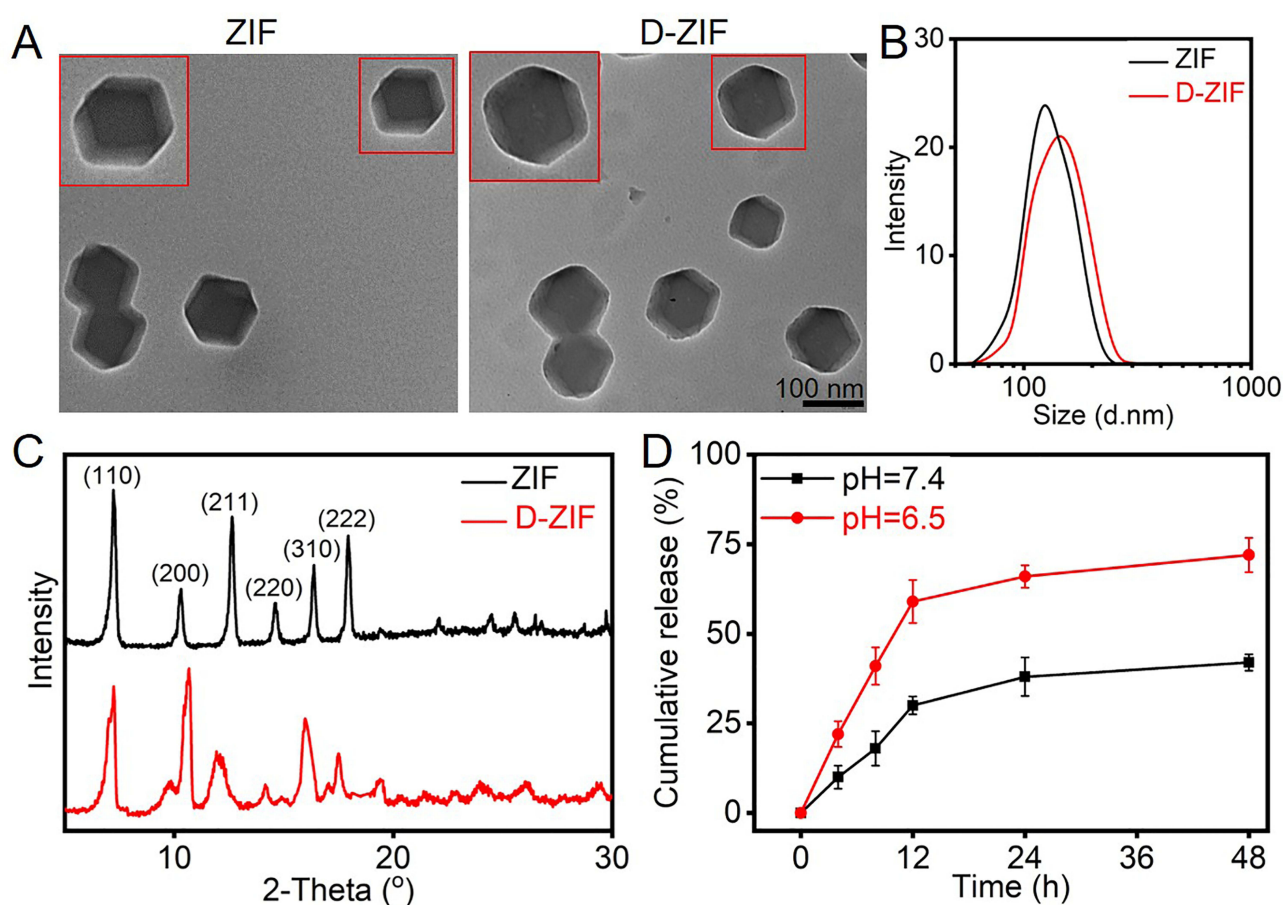 A
ZIF
D-ZIF
100 nm
B
30
20
10
0
Intensity
ZIF
D-ZIF
100
1000
Size (d.nm)
C
(110)
(200)
(211)
(220)
(310)
(222)
ZIF
D-ZIF
Intensity
10
20
30
2-Theta (º)
D
100
75
50
25
0
Cumulative release (%)
pH=7.4
pH=6.5
0
12
24
36
48
Time (h)